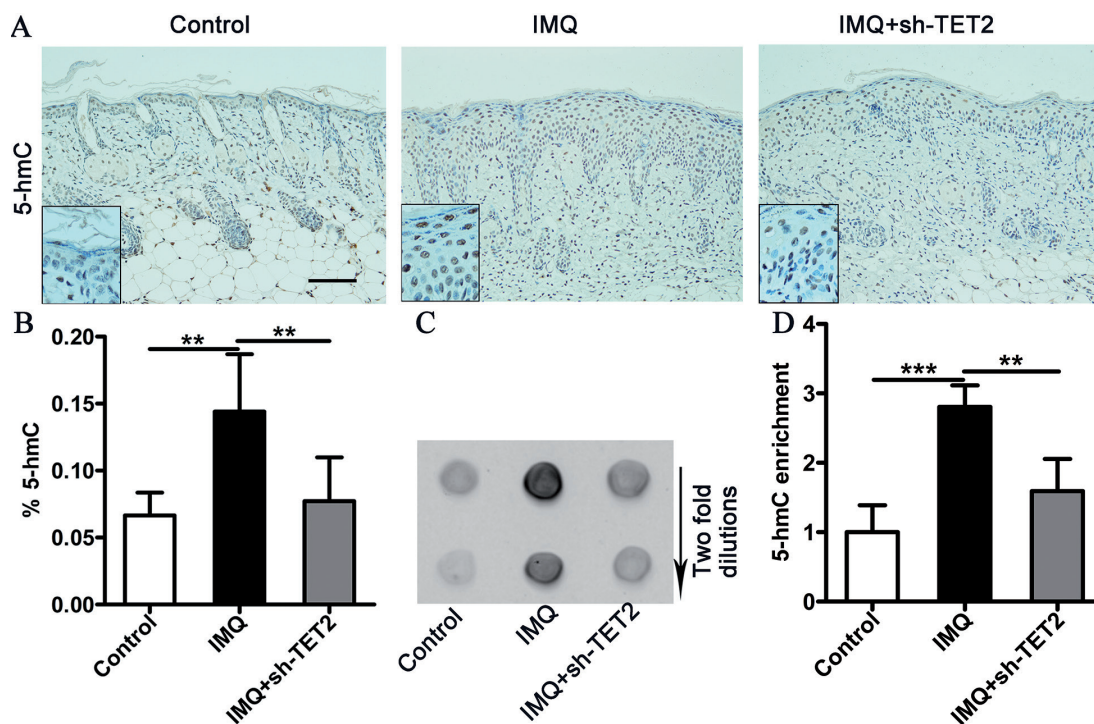 A
Control
IMQ
IMQ+sh-TET2
5-hmC
B
0.20
0.15
0.10
0.05
0.00
% 5-hmC
**
**
Control
IMQ
IMQ+sh-TET2
C
Two fold
dilutions
Control
IMQ
IMQ+sh-TET2
D
4
3
2
1
0
5-hmC enrichment
***
**
Control
IMQ
IMQ+sh-TET2